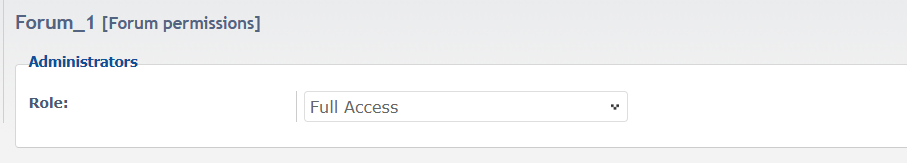 Forum_1 [Forum permissions]
Administrators
Role:
Full Access